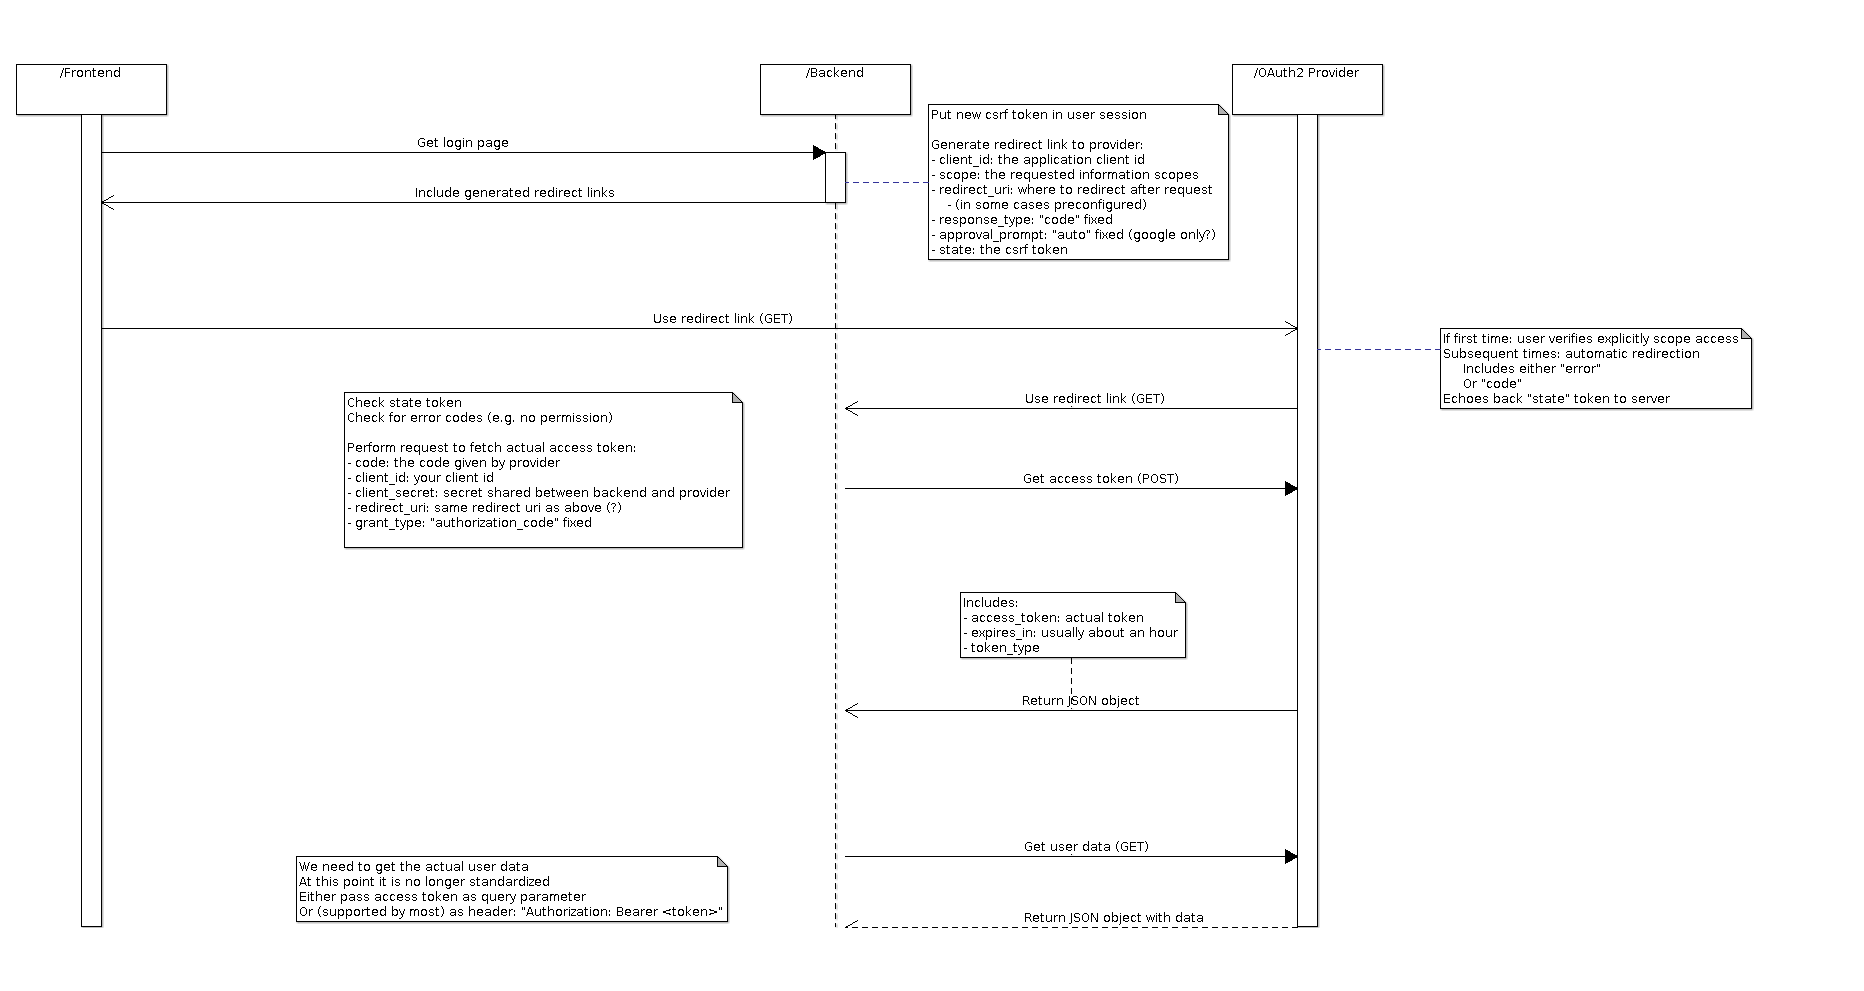 /Frontend
/Backend
/OAuth2 Provider
Put new csrf token in user session
Generate redirect link to provider:
- client_id: the application client id
- scope: the requested information scopes
- redirect_uri: where to redirect after request
- (in some cases preconfigured)
- response_type: "code" fixed
- approval_prompt: "auto" fixed (google only?)
- state: the csrf token
Get login page
Include generated redirect links
Use redirect link (GET)
If first time: user verifies explicitly scope access
Subsequent times: automatic redirection
Includes either "error"
Or "code"
Echoes back "state" token to server
Use redirect link (GET)
Check state token
Check for error codes (e.g. no permission)
Perform request to fetch actual access token:
- code: the code given by provider
- client_id: your client id
- client_secret: secret shared between backend and provider
- redirect_uri: same redirect uri as above (?)
- grant_type: "authorization_code" fixed
Get access token (POST)
Includes:
- access_token: actual token
- expires_in: usually about an hour
- token_type
Return JSON object
Get user data (GET)
We need to get the actual user data
At this point it is no longer standardized
Either pass access token as query parameter
Or (supported by most) as header: "Authorization: Bearer <token>"
Return JSON object with data